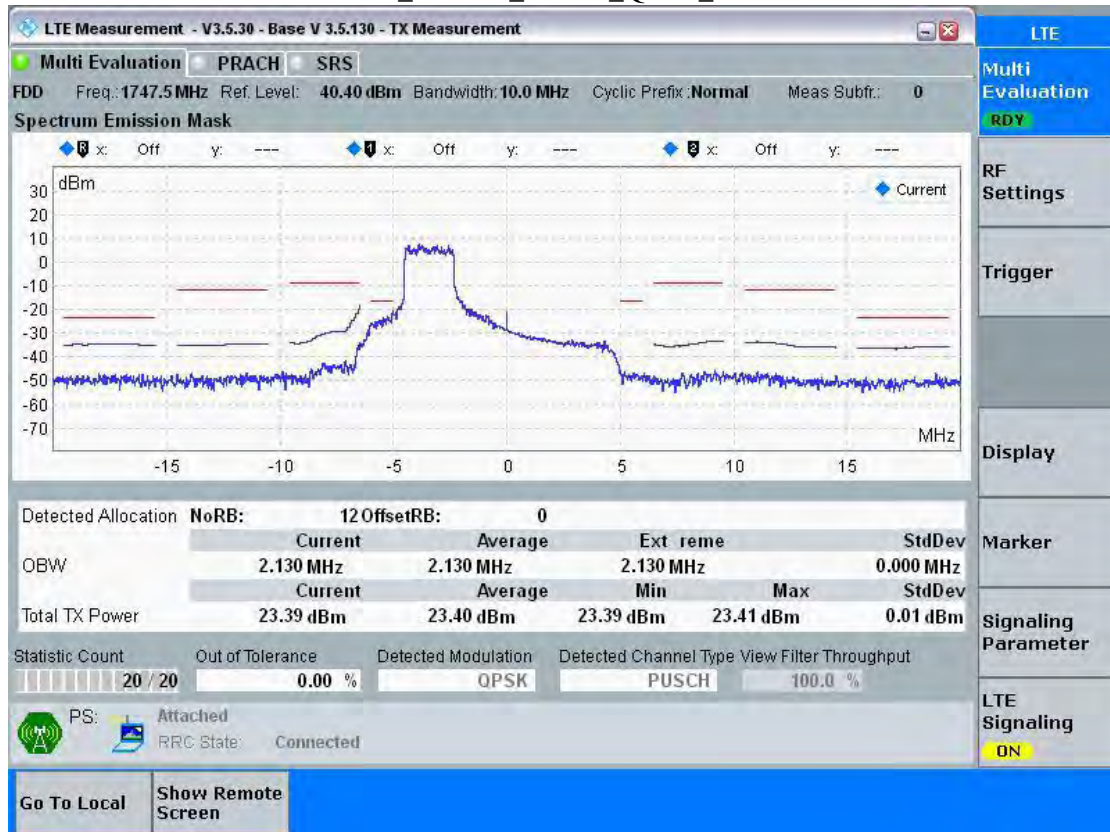 LTE Measurement - V3.5.30 - Base V 3.5.130 - TX Measurement
LTE
Multi Evaluation PRACH SRS
Multi
Evaluation
RDY
FDD Freq.: 1747.5 MHz Ref. Level: 40.40 dBm Bandwidth: 10.0 MHz Cyclic Prefix : Normal Meas Subfr.: 0
Spectrum Emission Mask
R x: Off y: --- 1 x: Off y: --- 2 x: Off y: ---
dBm
Current
30
20
10
0
-10
-20
-30
-40
-50
-60
-70
MHz
-15 -10 -5 0 5 10 15
RF
Settings
Trigger
Display
Marker
Signaling
Parameter
LTE
Signaling
ON
Detected Allocation NoRB: 12 OffsetRB: 0
Current Average Ext reme StdDev
OBW 2.130 MHz 2.130 MHz 2.130 MHz 0.000 MHz
Current Average Min Max StdDev
Total TX Power 23.39 dBm 23.40 dBm 23.39 dBm 23.41 dBm 0.01 dBm
Statistic Count Out of Tolerance Detected Modulation Detected Channel Type View Filter Throughput
20 / 20 0.00 % QPSK PUSCH 100.0 %
PS: Attached
RRC State: Connected
Go To Local
Show Remote
Screen